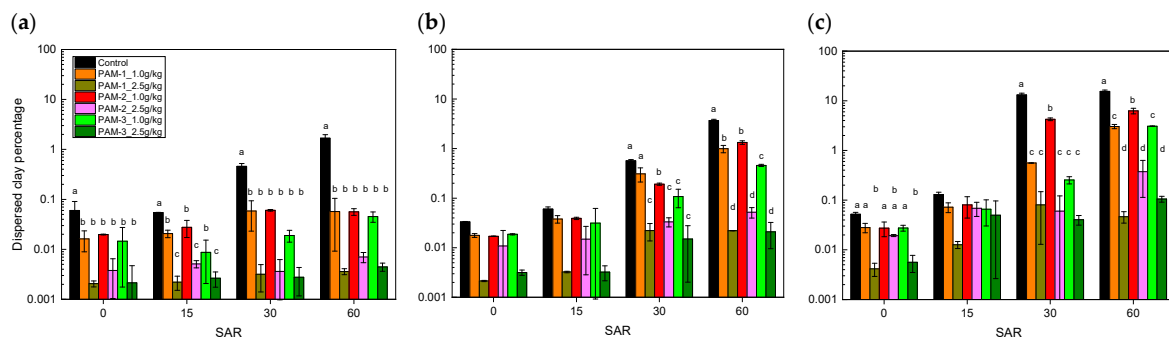 (a)
(b)
(c)
Dispersed clay percentage
100
10
1
0.1
0.01
0.001
Control
PAM-1_1.0g/kg
PAM-1_2.5g/kg
PAM-2_1.0g/kg
PAM-2_2.5g/kg
PAM-3_1.0g/kg
PAM-3_2.5g/kg
a
b b b b b b
a
b
c
b
c
b
c
a
b b b b b b
a
b b b b b b
0 15 30 60
SAR
100
10
1
0.1
0.01
0.001
a
a
c
b
c
c
c
a
b
d
b
d
c
d
0 15 30 60
SAR
100
10
1
0.1
0.01
0.001
a a
b
a
a
a
b
a
c c
b
c c c
a
c
d
b
d
c
d
0 15 30 60
SAR